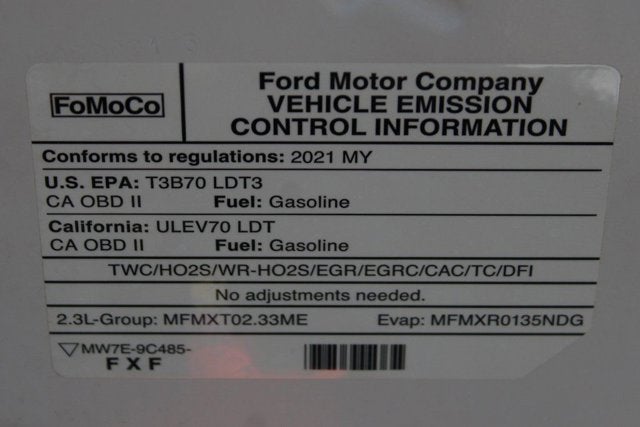 FoMoCo
Ford Motor Company
VEHICLE EMISSION
CONTROL INFORMATION
Conforms to regulations: 2021 MY
U.S. EPA: T3B70 LDT3
CA OBD II Fuel: Gasoline
California: ULEV70 LDT
CA OBD II Fuel: Gasoline
TWC/HO2S/WR-HO2S/EGR/EGRC/CAC/TC/DFI
No adjustments needed.
2.3L-Group: MFMXT02.33ME Evap: MFMXR0135NDG
MW7E-9C485-
FXF